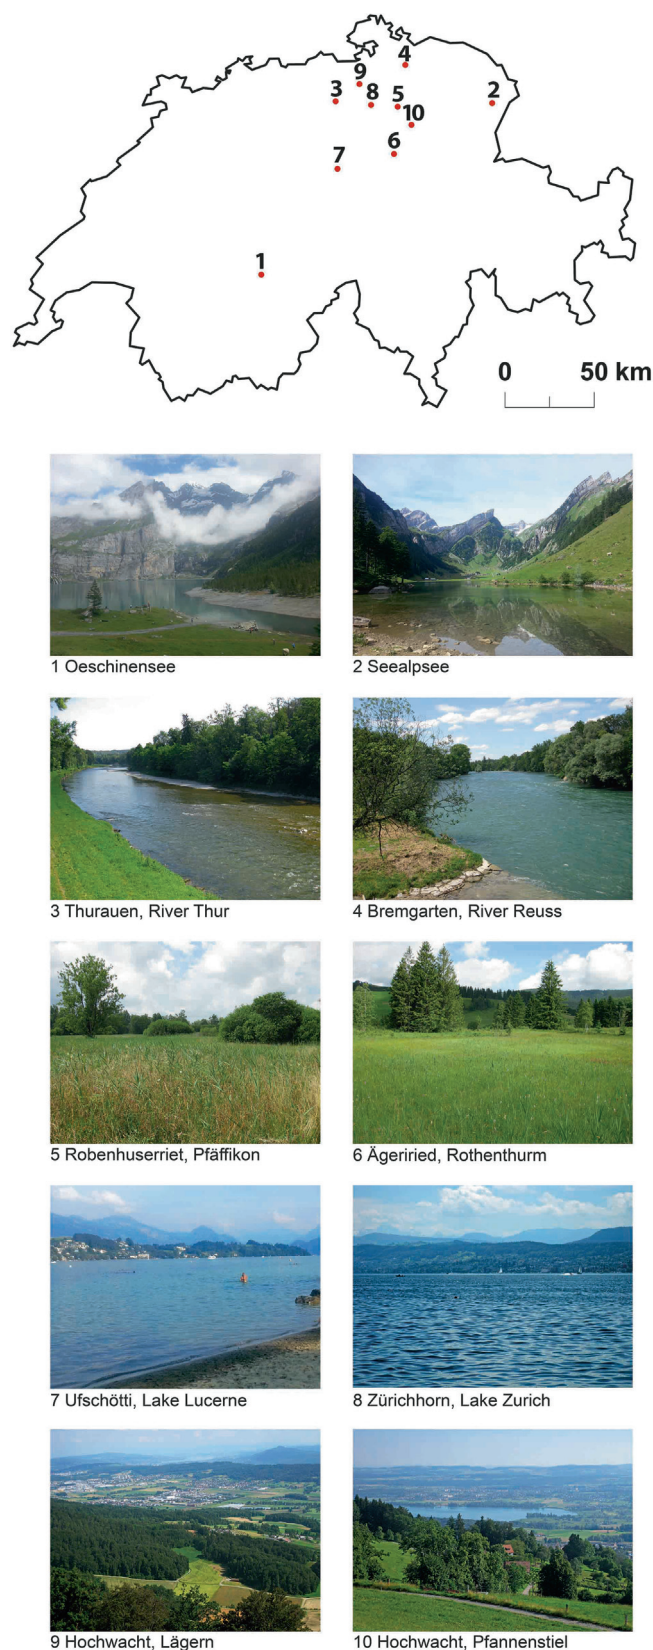 4
9
3
8
5
2
10
7
6
1
0 50 km
1 Oeschinensee
2 Seealpsee
3 Thurauen, River Thur
4 Bremgarten, River Reuss
5 Robenhuserriet, Pfäffikon
6 Ägeriried, Rothenthurm
7 Ufschötti, Lake Lucerne
8 Zürichhorn, Lake Zurich
9 Hochwacht, Lägern
10 Hochwacht, Pfannenstiel